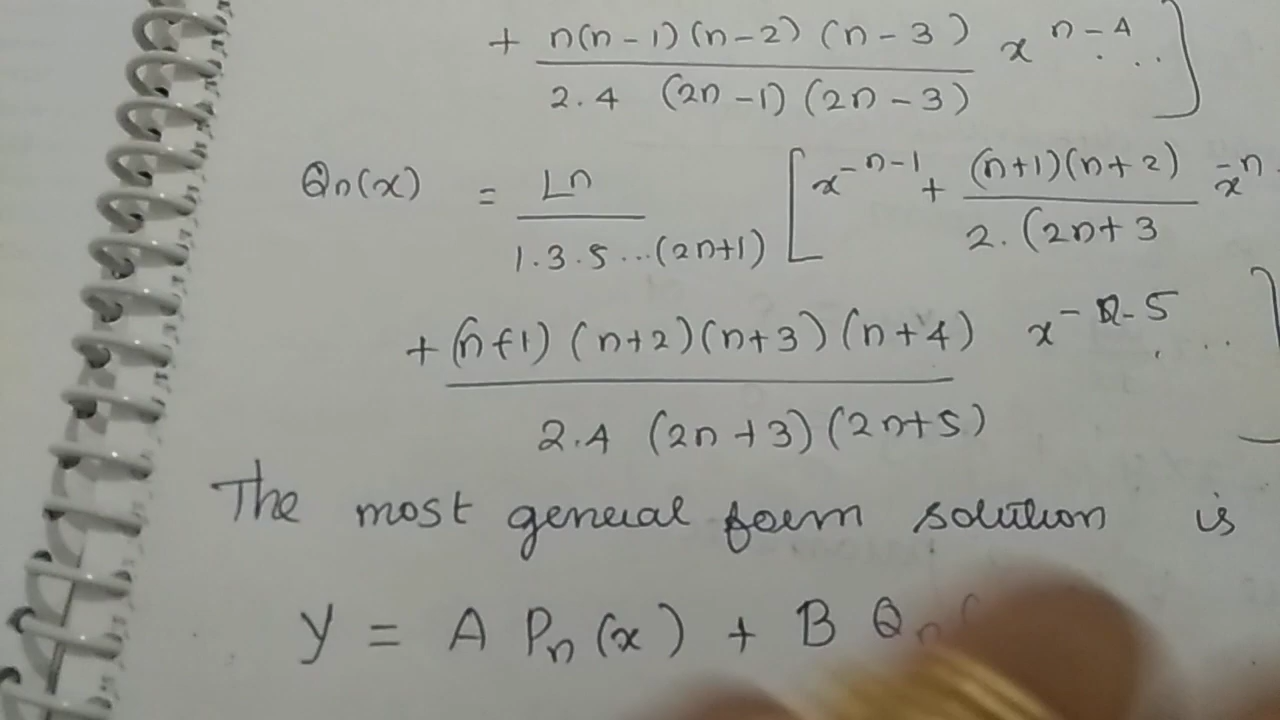 + n(n-1)(n-2)(n-3) / 2.4 (2n-1)(2n-3) x^{n-4} ... ]
Qn(x) = Ln / 1.3.5...(2n+1) [ x^{-n-1} + (n+1)(n+2) / 2.(2n+3 x^{-n-
+ (n+1)(n+2)(n+3)(n+4) / 2.4 (2n+3)(2n+5) x^{-n-5} ... ]
The most general form solution is
y = A Pn(x) + B Qn(